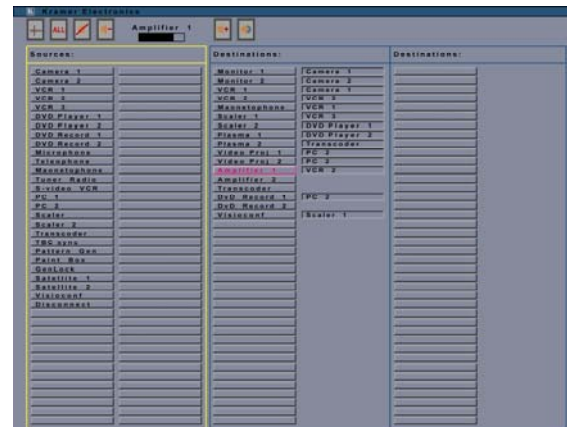 Kramer Electronics
ALL
Amplifier 1
Sources:
Destinations:
Destinations:
Camera 1
Camera 2
VCR 1
VCR 2
VCR 3
DVD Player 1
DVD Player 2
DVD Record 1
DVD Record 2
Microphone
Telephone
Magnetophone
Tuner Radio
S-video VCR
PC 1
PC 2
Scaler
Scaler 2
Transcoder
TBC sync
Pattern Gen
Paint Box
GenLock
Satellite 1
Satellite 2
Visioconf
Disconnect
Monitor 1 Camera 1
Monitor 2 Camera 2
VCR 1 Camera 1
VCR 2 VCR 3
Magnetophone VCR 1
Scaler 1 VCR 3
Scaler 2 DVD Player 1
Plasma 1 DVD Player 2
Plasma 2 Transcoder
Video Proj 1 PC 2
Video Proj 2 PC 2
Amplifier 1 VCR 2
Amplifier 2
Transcoder
DvD Record 1 PC 2
DvD Record 2
Visioconf Scaler 1